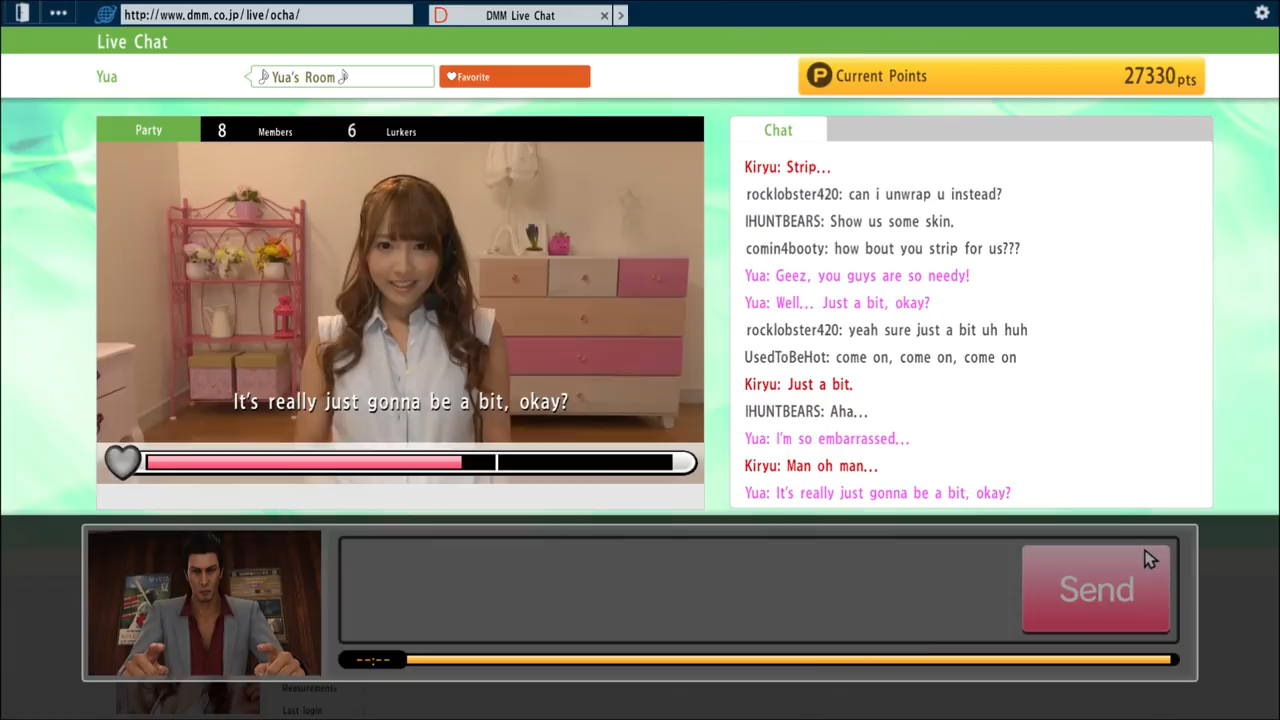 http://www.dmm.co.jp/live/ocha/
DMM Live Chat
Live Chat
Yua
Yua's Room
Favorite
P Current Points 27330 pts
Party
8 Members 6 Lurkers
It's really just gonna be a bit, okay?
Chat
Kiryu: Strip...
rocklobster420: can i unwrap u instead?
IHUNTBEARS: Show us some skin.
comin4booty: how bout you strip for us???
Yua: Geez, you guys are so needy!
Yua: Well... Just a bit, okay?
rocklobster420: yeah sure just a bit uh huh
UsedToBeHot: come on, come on, come on
Kiryu: Just a bit.
IHUNTBEARS: Aha...
Yua: I'm so embarrassed...
Kiryu: Man oh man...
Yua: It's really just gonna be a bit, okay?
Send
--:--
Measurements
Last login